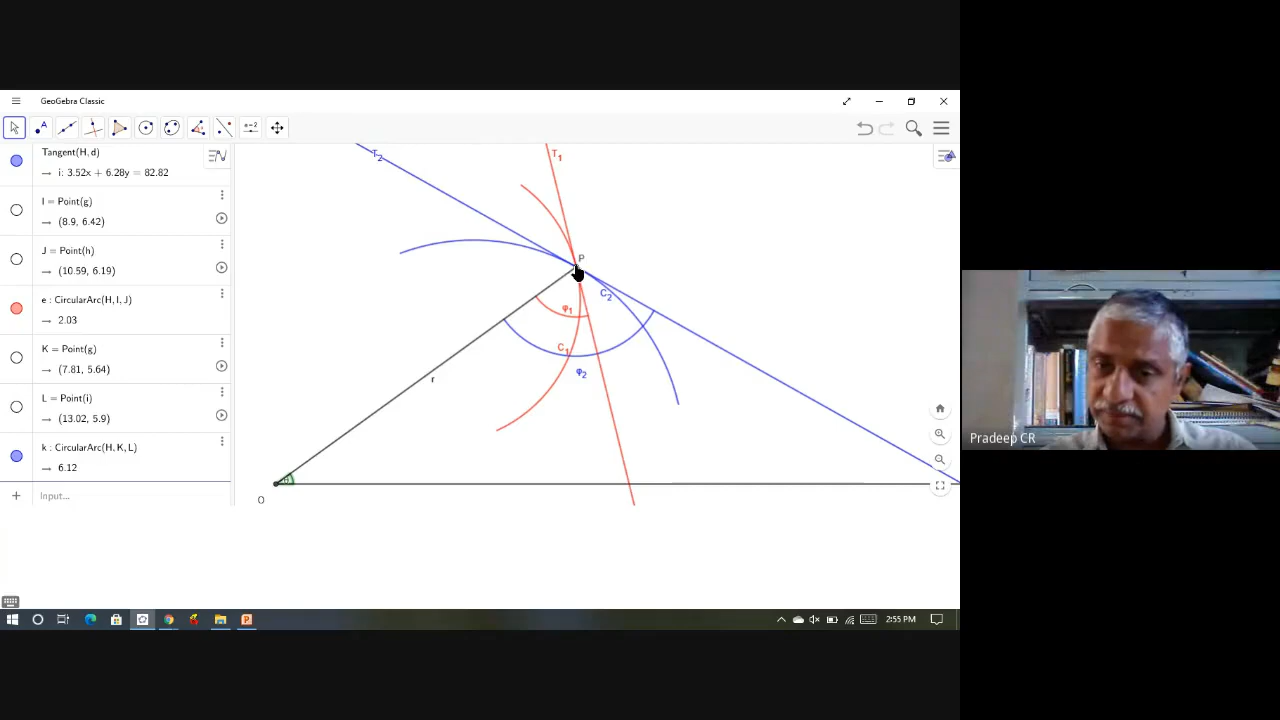 GeoGebra Classic
Tangent(H, d)
→ i: 3.52x + 6.28y = 82.82
I = Point(g)
→ (8.9, 6.42)
J = Point(h)
→ (10.59, 6.19)
e : CircularArc(H, I, J)
→ 2.03
K = Point(g)
→ (7.81, 5.64)
L = Point(i)
→ (13.02, 5.9)
k : CircularArc(H, K, L)
→ 6.12
Input...
T2
T1
P
C2
φ1
C1
φ2
r
θ
O
Pradeep CR
2:55 PM